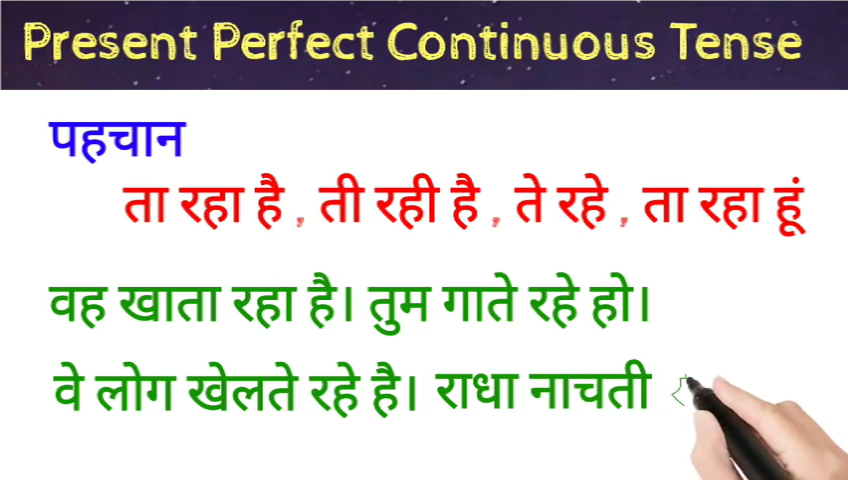 Present Perfect Continuous Tense
पहचान
ता रहा है , ती रही है , ते रहे , ता रहा हूं
वह खाता रहा है। तुम गाते रहे हो।
वे लोग खेलते रहे है। राधा नाचती